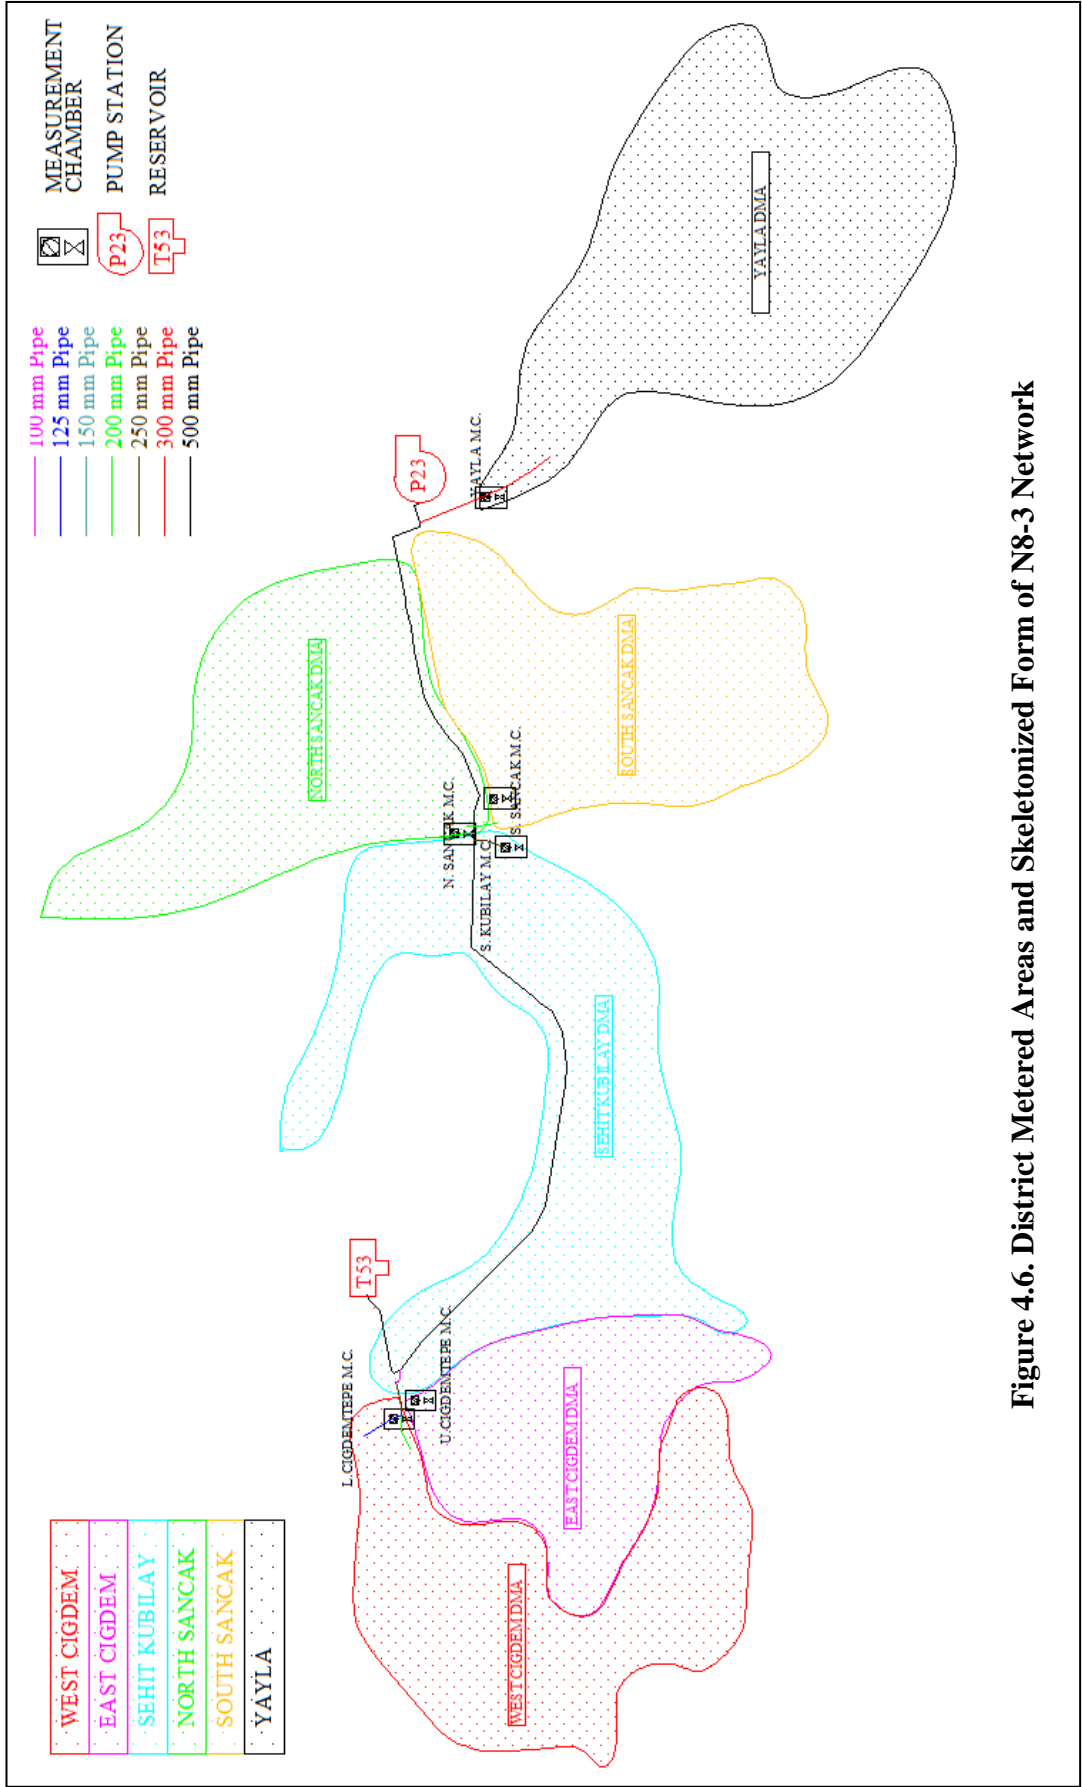 WEST CIGDEM
EAST CIGDEM
SEHIT KUBILAY
NORTH SANCAK
SOUTH SANCAK
YAYLA
100 mm Pipe
125 mm Pipe
150 mm Pipe
200 mm Pipe
250 mm Pipe
300 mm Pipe
500 mm Pipe
MEASUREMENT
CHAMBER
P23
PUMP STATION
T53
RESERVOIR
L.CIGDEMTEPE M.C.
T53
U.CIGDEMTEPE M.C.
WEST CIGDEM DMA
EAST CIGDEM DMA
SEHIT KUBILAY DMA
N. SANCAK M.C.
S. KUBILAY M.C.
S. SANCAK M.C.
NORTH SANCAK DMA
SOUTH SANCAK DMA
P23
YAYLA M.C.
YAYLA DMA
Figure 4.6. District Metered Areas and Skeletonized Form of N8-3 Network